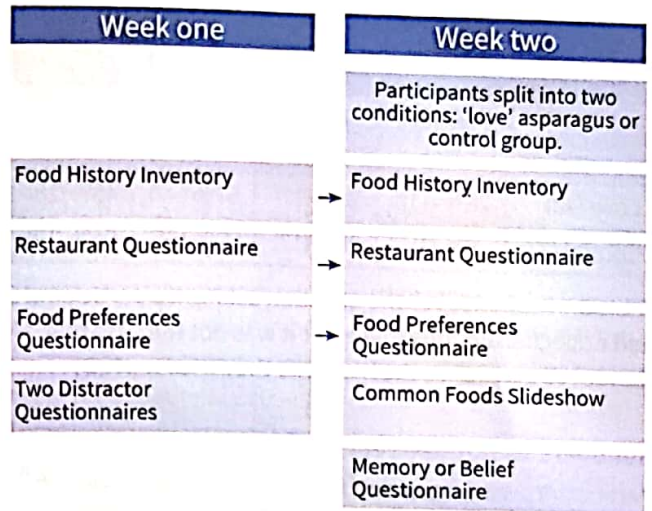 Week one
Week two
Participants split into two
conditions: ‘love’ asparagus or
control group.
Food History Inventory
Food History Inventory
Restaurant Questionnaire
Restaurant Questionnaire
Food Preferences
Questionnaire
Food Preferences
Questionnaire
Two Distractor
Questionnaires
Common Foods Slideshow
Memory or Belief
Questionnaire